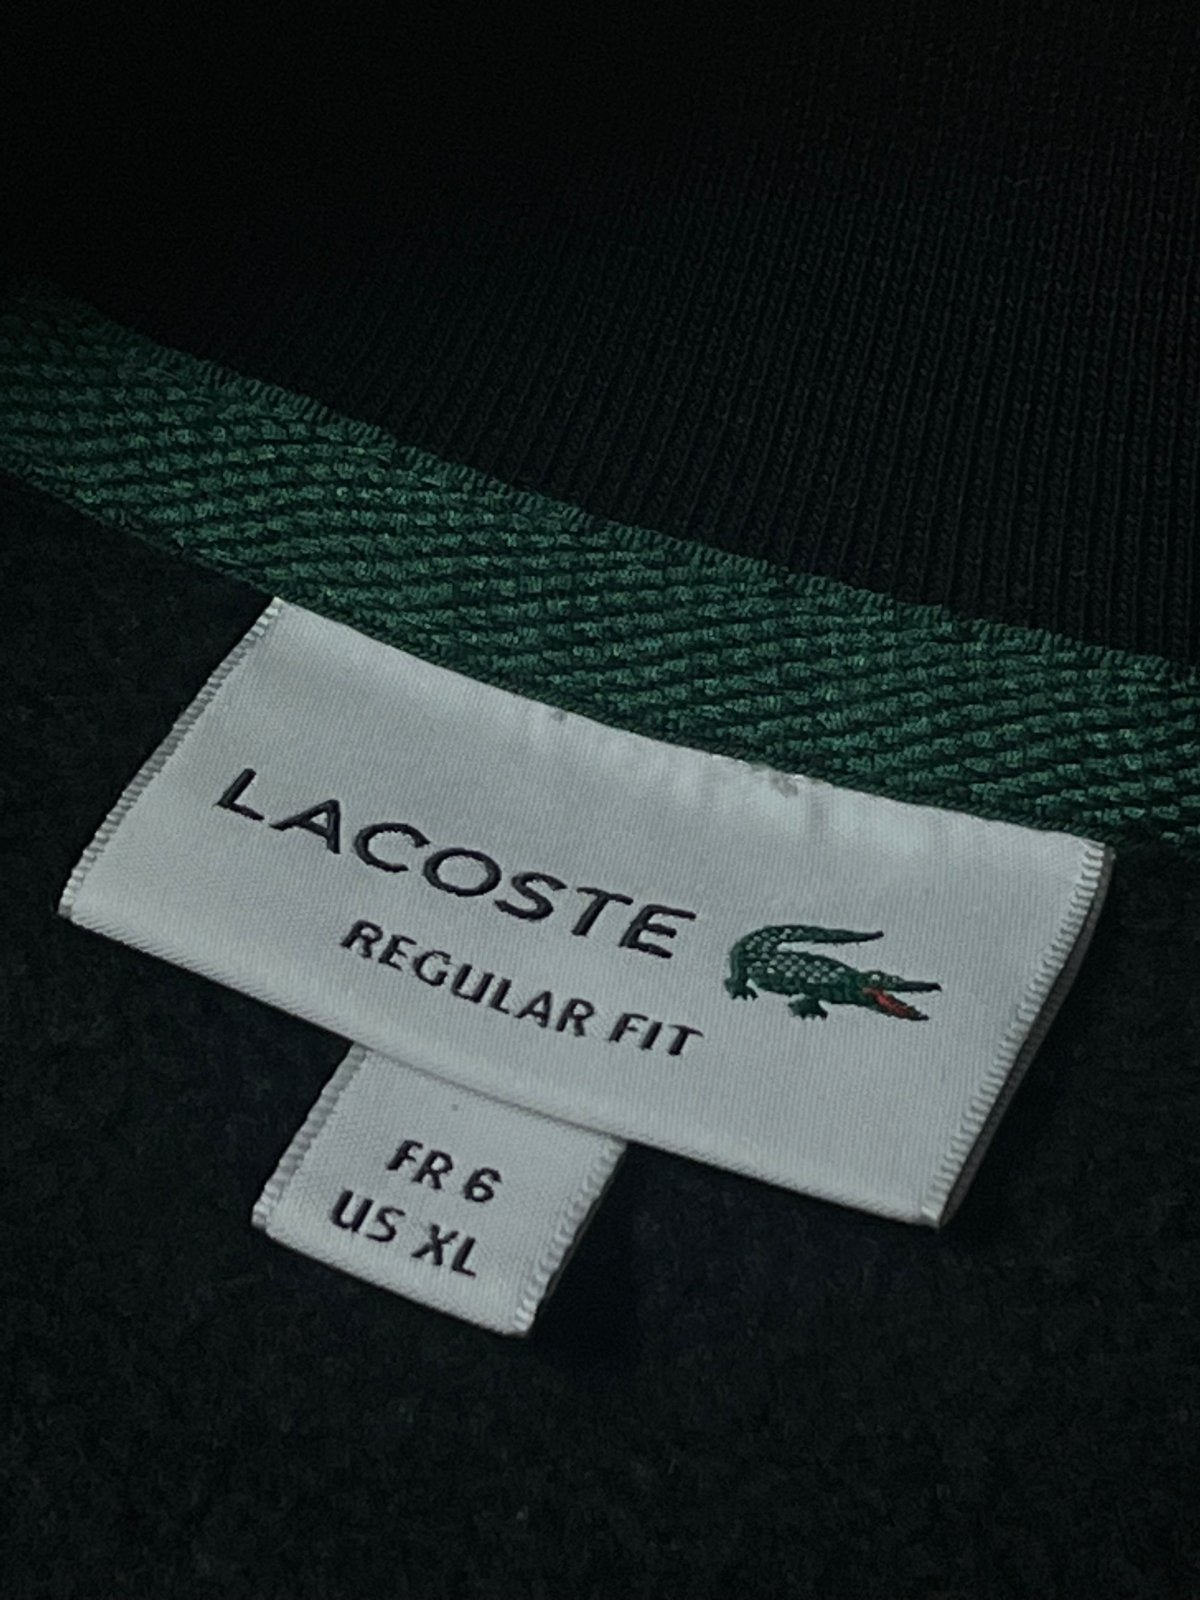 LACOSTE
REGULAR FIT
FR 6
US XL